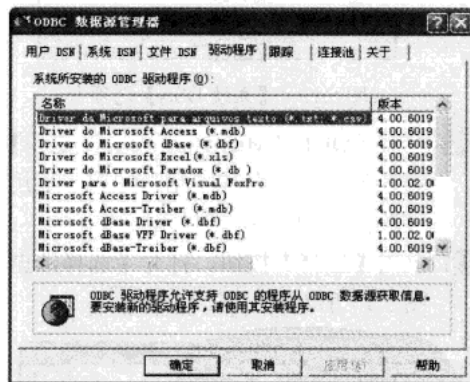 ODBC 数据源管理器
用户 DSN 系统 DSN 文件 DSN 驱动程序 跟踪 连接池 关于
系统所安装的 ODBC 驱动程序(D):
名称 版本
Driver da Microsoft para arquivos texto (*.txt; *.csv) 4.00.6019
Driver do Microsoft Access (*.mdb) 4.00.6019
Driver do Microsoft dBase (*.dbf) 4.00.6019
Driver do Microsoft Excel(*.xls) 4.00.6019
Driver do Microsoft Paradox (*.db ) 4.00.6019
Driver para o Microsoft Visual FoxPro 1.00.02.0
Microsoft Access Driver (*.mdb) 4.00.6019
Microsoft Access-Treiber (*.mdb) 4.00.6019
Microsoft dBase Driver (*.dbf) 4.00.6019
Microsoft dBase VFP Driver (*.dbf) 1.00.02.0
Microsoft dBase-Treiber (*.dbf) 4.00.6019
ODBC 驱动程序允许支持 ODBC 的程序从 ODBC 数据源获取信息。
要安装新的驱动程序，请使用其安装程序。
确定 取消 应用(A) 帮助